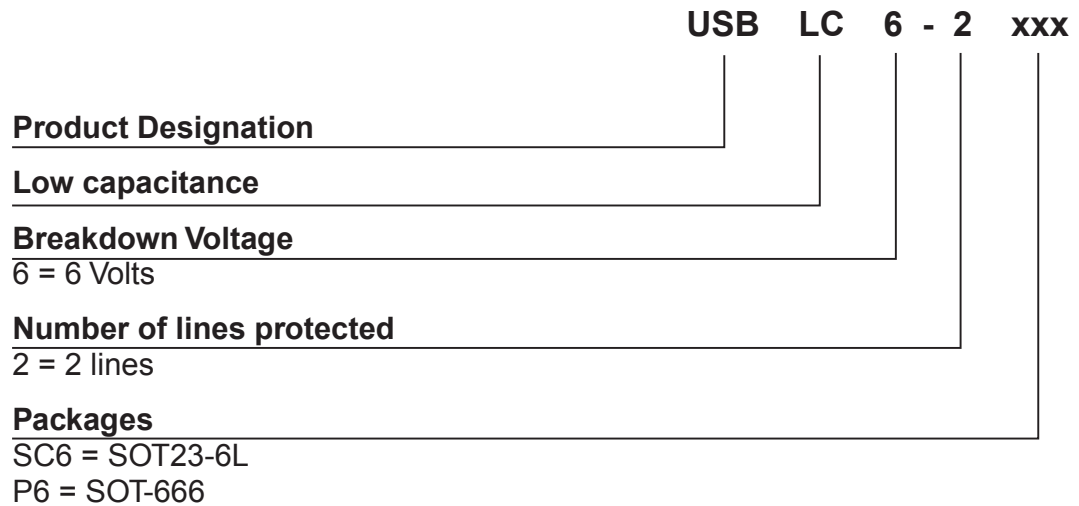 USB LC 6 - 2 xxx
Product Designation
Low capacitance
Breakdown Voltage
6 = 6 Volts
Number of lines protected
2 = 2 lines
Packages
SC6 = SOT23-6L
P6 = SOT-666